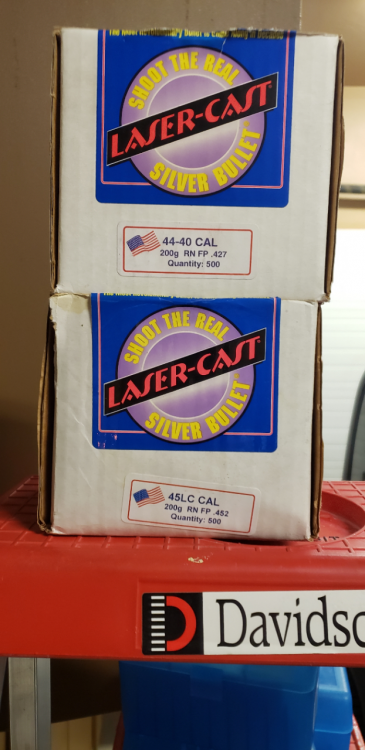 SHOOT THE REAL
LASER-CAST
SILVER BULLET
44-40 CAL
200g RN FP .427
Quantity: 500
SHOOT THE REAL
LASER-CAST
SILVER BULLET
45LC CAL
200g RN FP .452
Quantity: 500
Davidso